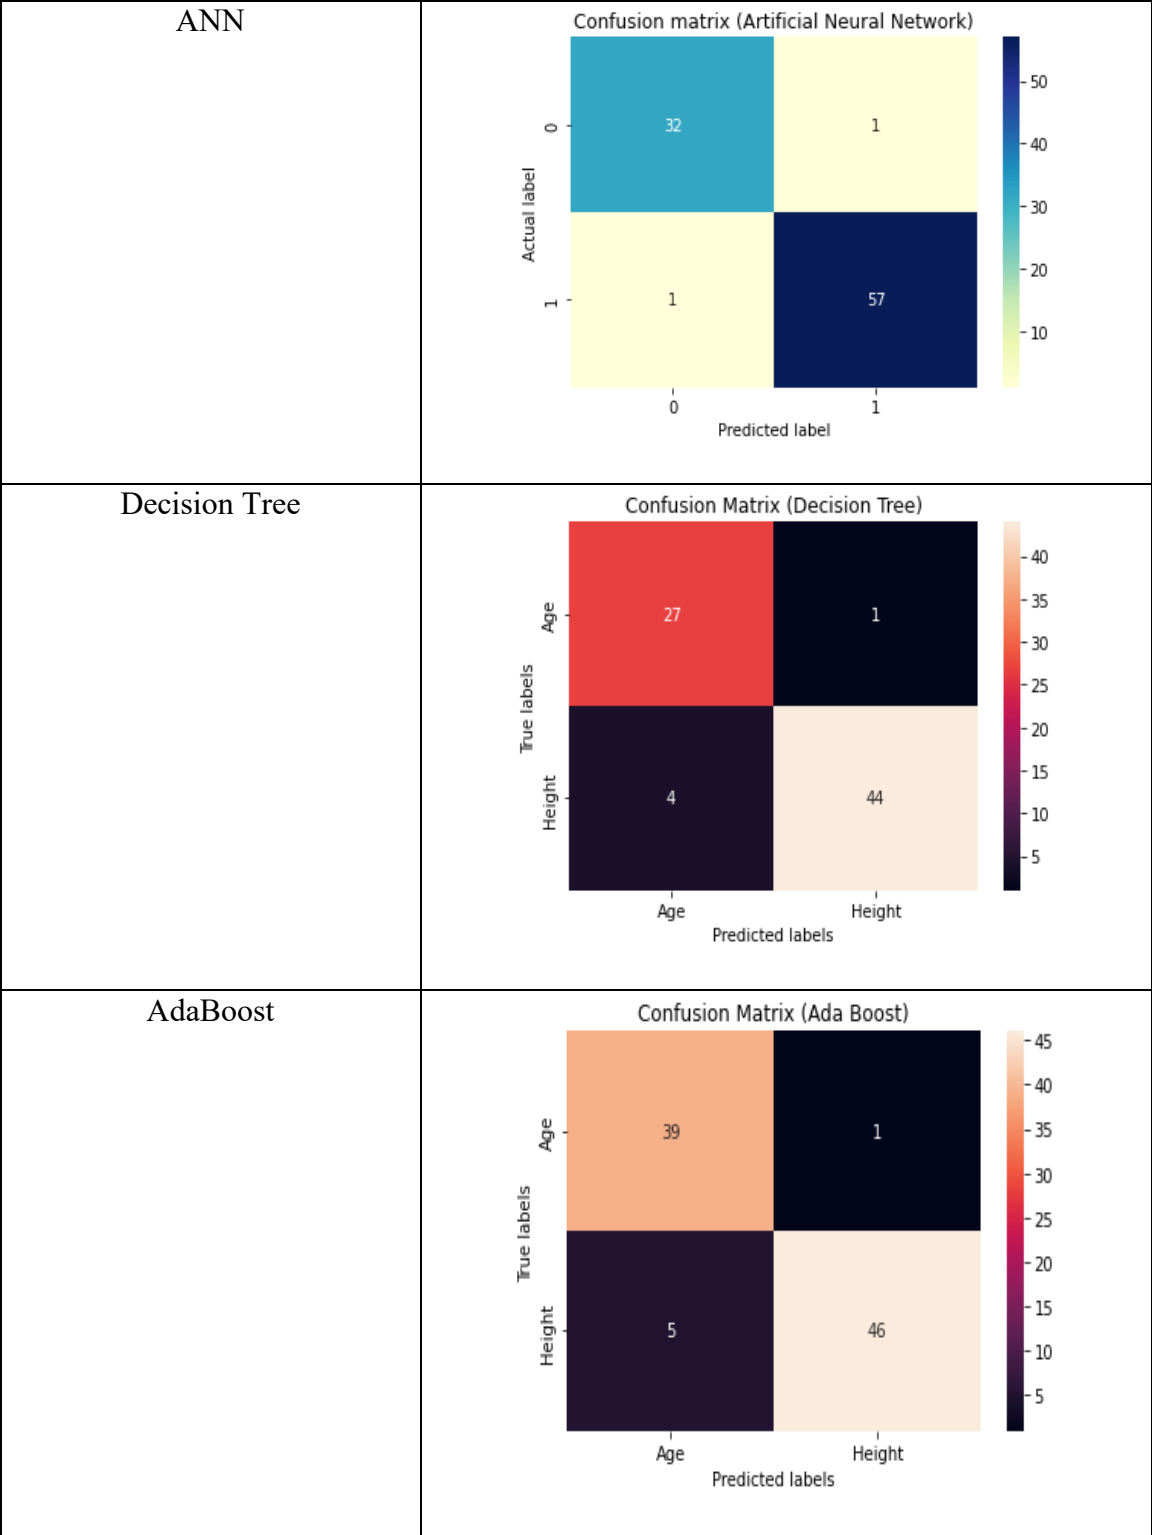 ANN
Confusion matrix (Artificial Neural Network)
0
32
1
Actual label
1
1
57
0
1
Predicted label
50
40
30
20
10
Decision Tree
Confusion Matrix (Decision Tree)
Age
27
1
True labels
Height
4
44
Age
Height
Predicted labels
40
35
30
25
20
15
10
5
AdaBoost
Confusion Matrix (Ada Boost)
Age
39
1
True labels
Height
5
46
Age
Height
Predicted labels
45
40
35
30
25
20
15
10
5